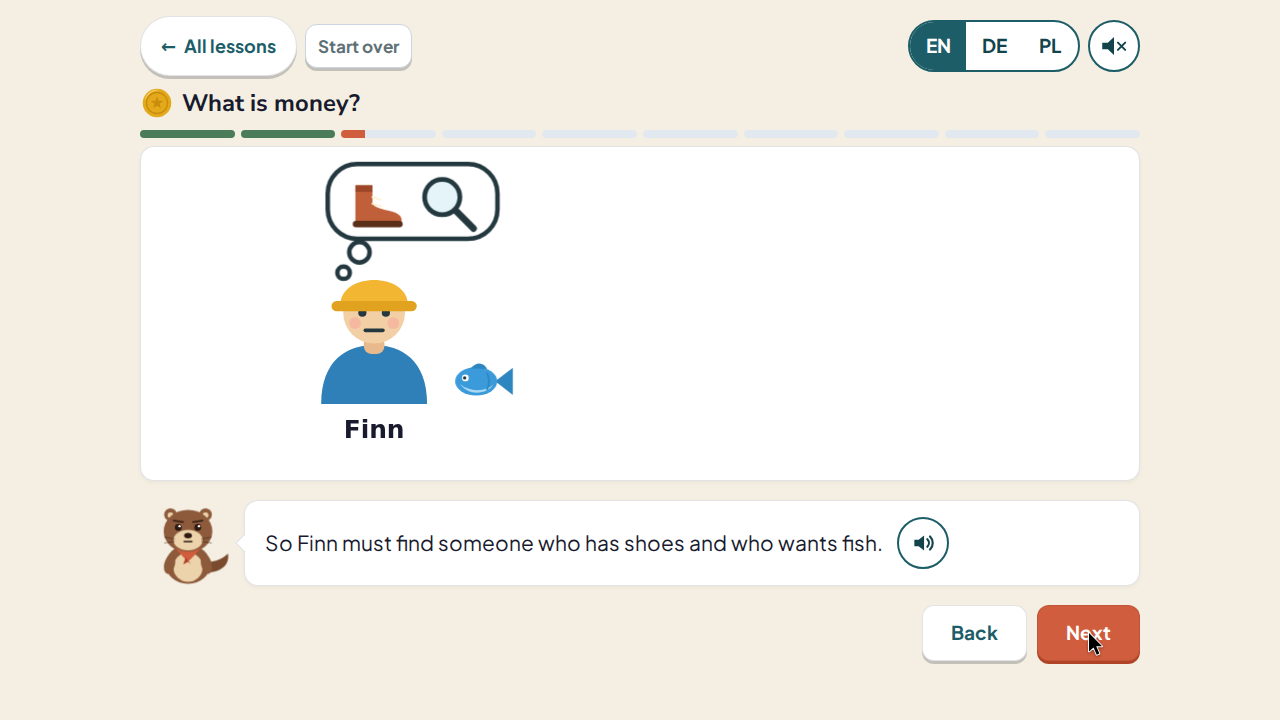 ← All lessons
Start over
EN
DE
PL
What is money?
Finn
So Finn must find someone who has shoes and who wants fish.
Back
Next